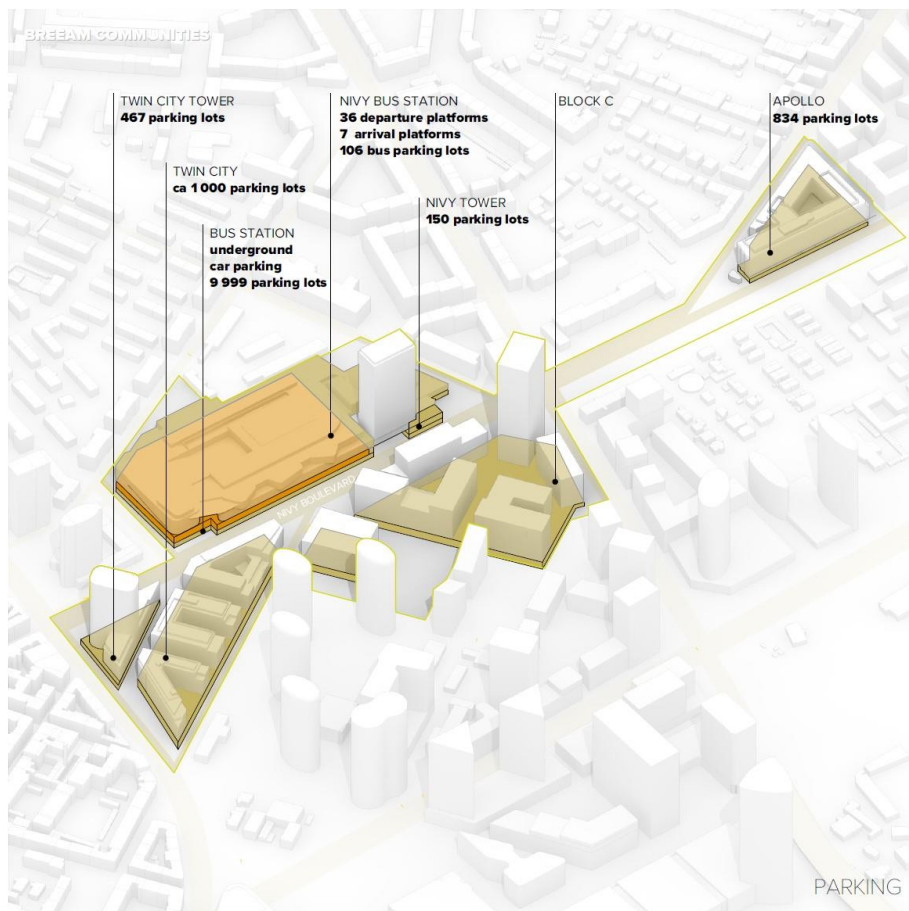 BREEAM COMMUNITIES
TWIN CITY TOWER
467 parking lots
NIVY BUS STATION
36 departure platforms
7 arrival platforms
106 bus parking lots
BLOCK C
APOLLO
834 parking lots
TWIN CITY
ca 1 000 parking lots
NIVY TOWER
150 parking lots
BUS STATION
underground
car parking
9 999 parking lots
NIVY BOULEVARD
PARKING